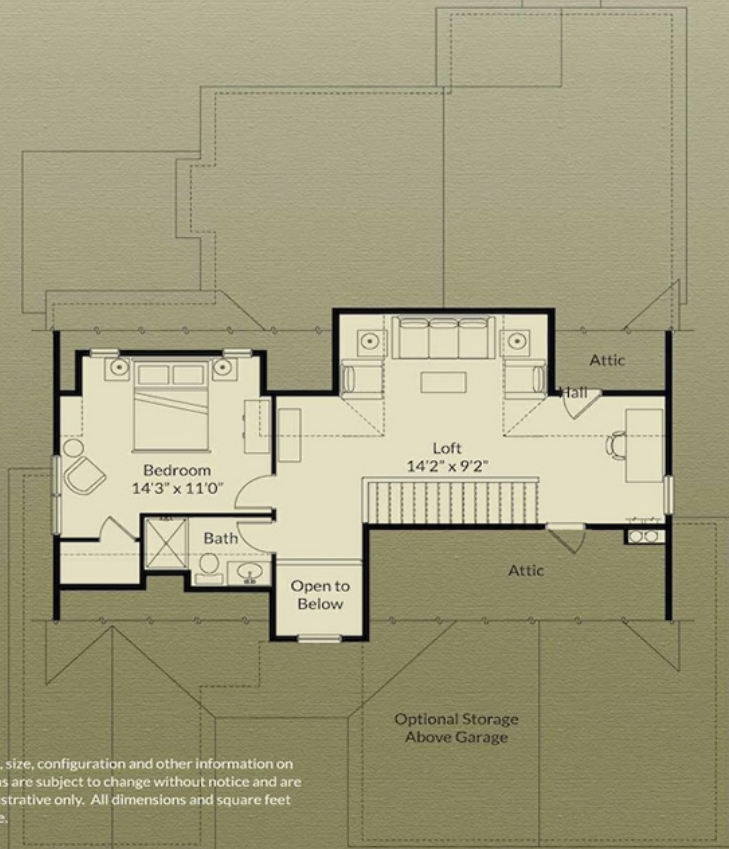 Attic
Hall
Loft
14'2" x 9'2"
Bedroom
14'3" x 11'0"
Bath
Attic
Open to
Below
Optional Storage
Above Garage
, size, configuration and other information on
are subject to change without notice and are
only. All dimensions and square feet